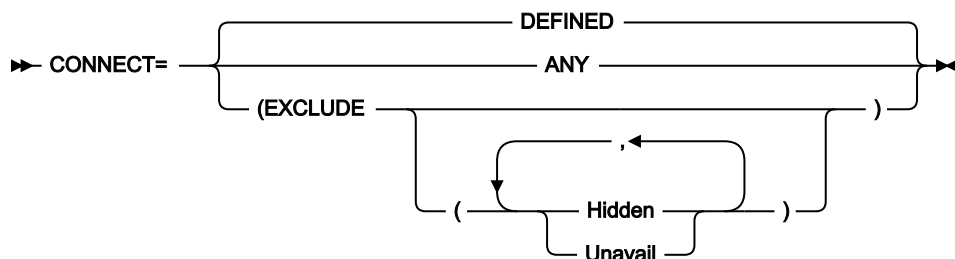 DEFINED
CONNECT= ANY
(EXCLUDE )
,
( Hidden )
Unavail